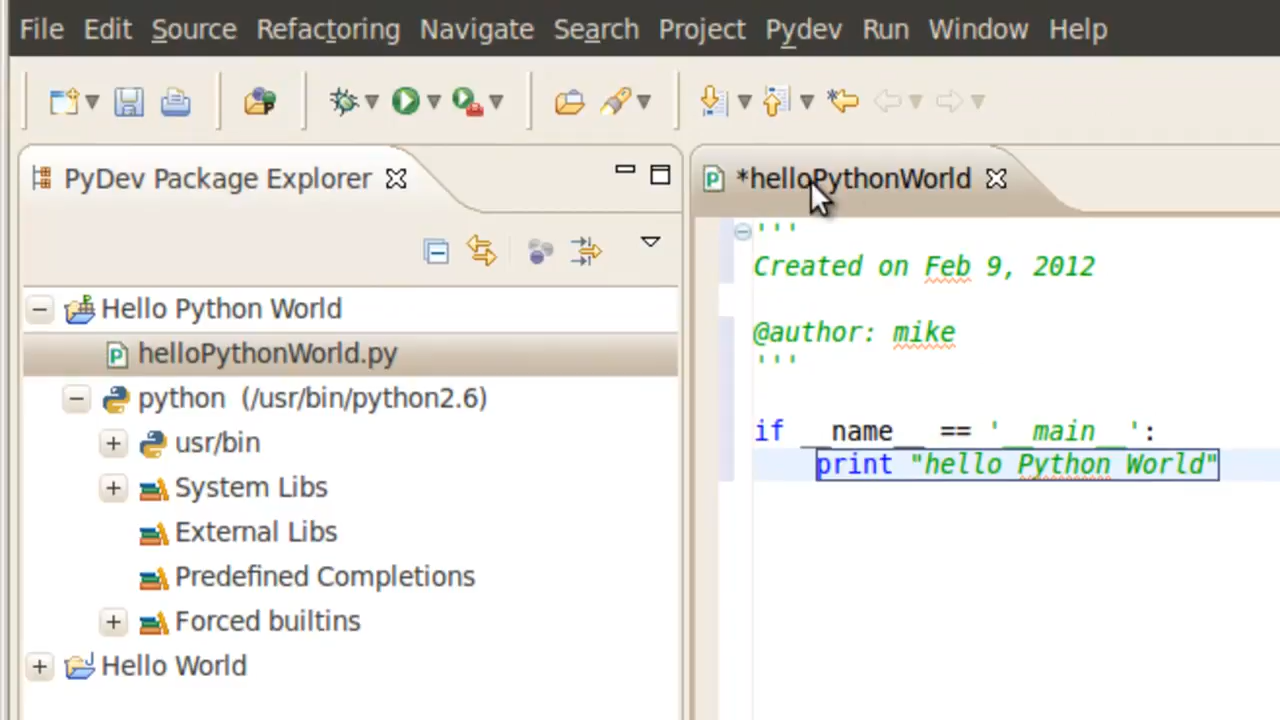 File Edit Source Refactoring Navigate Search Project Pydev Run Window Help
PyDev Package Explorer
Hello Python World
helloPythonWorld.py
python (/usr/bin/python2.6)
usr/bin
System Libs
External Libs
Predefined Completions
Forced builtins
Hello World
*helloPythonWorld
'''
Created on Feb 9, 2012
@author: mike
'''
if __name__ == '__main__':
print "hello Python World"